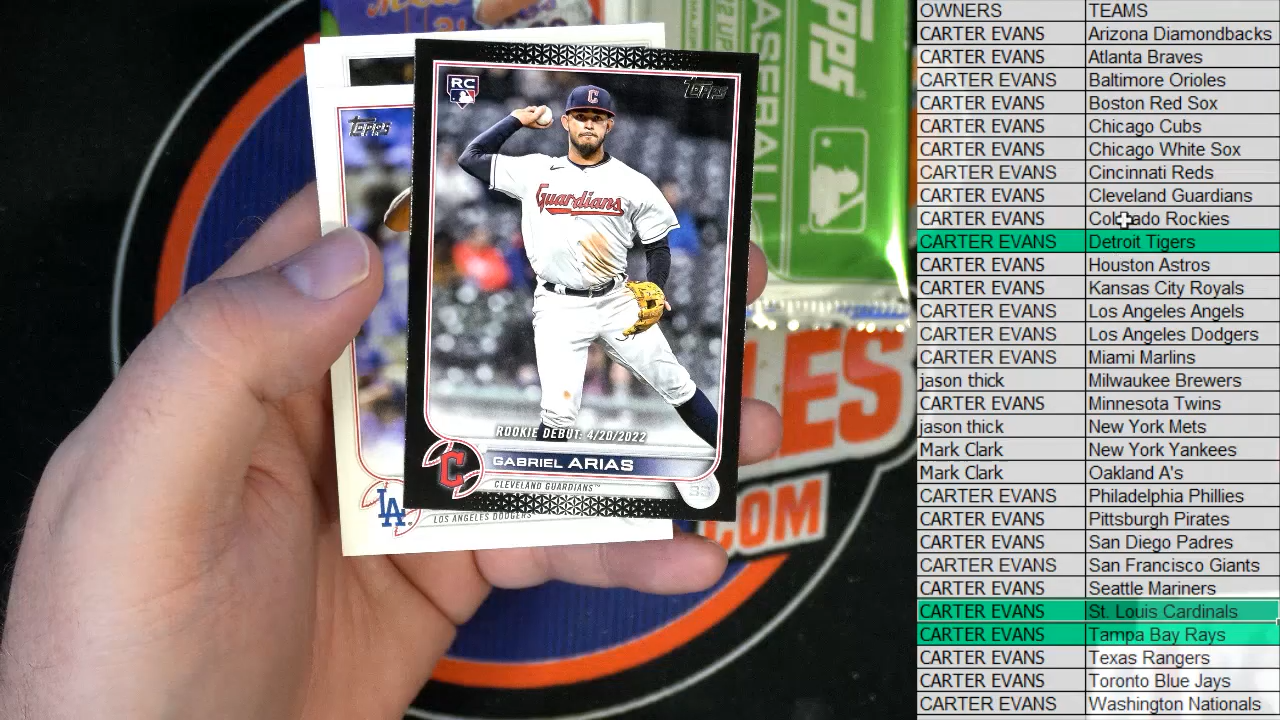 Mets
TOPPS
BASEBALL
RC
TOPPS
TOPPS
Guardians
ROOKIE DEBUT: 4/20/2022
GABRIEL ARIAS
CLEVELAND GUARDIANS™
LA
LOS ANGELES DODGERS
.COM
OWNERS TEAMS
CARTER EVANS Arizona Diamondbacks
CARTER EVANS Atlanta Braves
CARTER EVANS Baltimore Orioles
CARTER EVANS Boston Red Sox
CARTER EVANS Chicago Cubs
CARTER EVANS Chicago White Sox
CARTER EVANS Cincinnati Reds
CARTER EVANS Cleveland Guardians
CARTER EVANS Colorado Rockies
CARTER EVANS Detroit Tigers
CARTER EVANS Houston Astros
CARTER EVANS Kansas City Royals
CARTER EVANS Los Angeles Angels
CARTER EVANS Los Angeles Dodgers
CARTER EVANS Miami Marlins
jason thick Milwaukee Brewers
CARTER EVANS Minnesota Twins
jason thick New York Mets
Mark Clark New York Yankees
Mark Clark Oakland A's
CARTER EVANS Philadelphia Phillies
CARTER EVANS Pittsburgh Pirates
CARTER EVANS San Diego Padres
CARTER EVANS San Francisco Giants
CARTER EVANS Seattle Mariners
CARTER EVANS St. Louis Cardinals
CARTER EVANS Tampa Bay Rays
CARTER EVANS Texas Rangers
CARTER EVANS Toronto Blue Jays
CARTER EVANS Washington Nationals